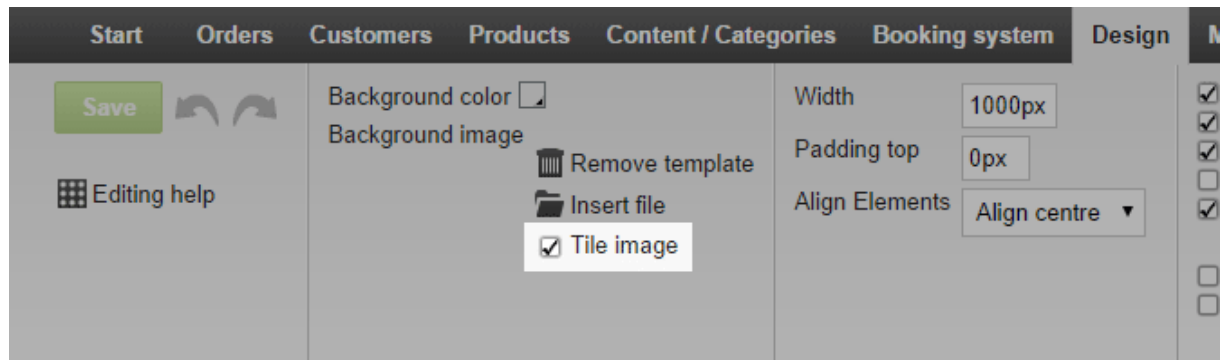 Start Orders Customers Products Content / Categories Booking system Design
Save
Editing help
Background color
Background image
Remove template
Insert file
Tile image
Width 1000px
Padding top 0px
Align Elements Align centre